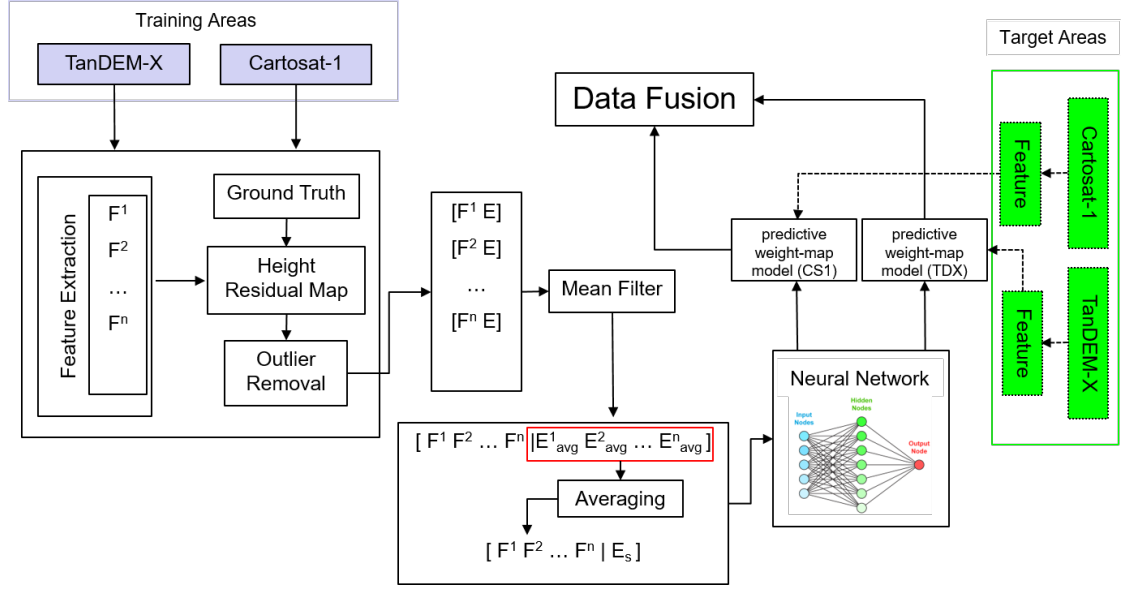 Training Areas
TanDEM-X
Cartosat-1
Feature Extraction
F¹
F²
...
Fⁿ
Ground Truth
Height
Residual Map
Outlier
Removal
[F¹ E]
[F² E]
...
[Fⁿ E]
Mean Filter
[ F¹ F² ... Fⁿ |E¹avg E²avg ... Eⁿavg ]
Averaging
[ F¹ F² ... Fⁿ | Eₛ ]
Neural Network
Input
Nodes
Hidden
Nodes
Output
Node
predictive
weight-map
model (CS1)
predictive
weight-map
model (TDX)
Data Fusion
Target Areas
Feature
Cartosat-1
Feature
TanDEM-X